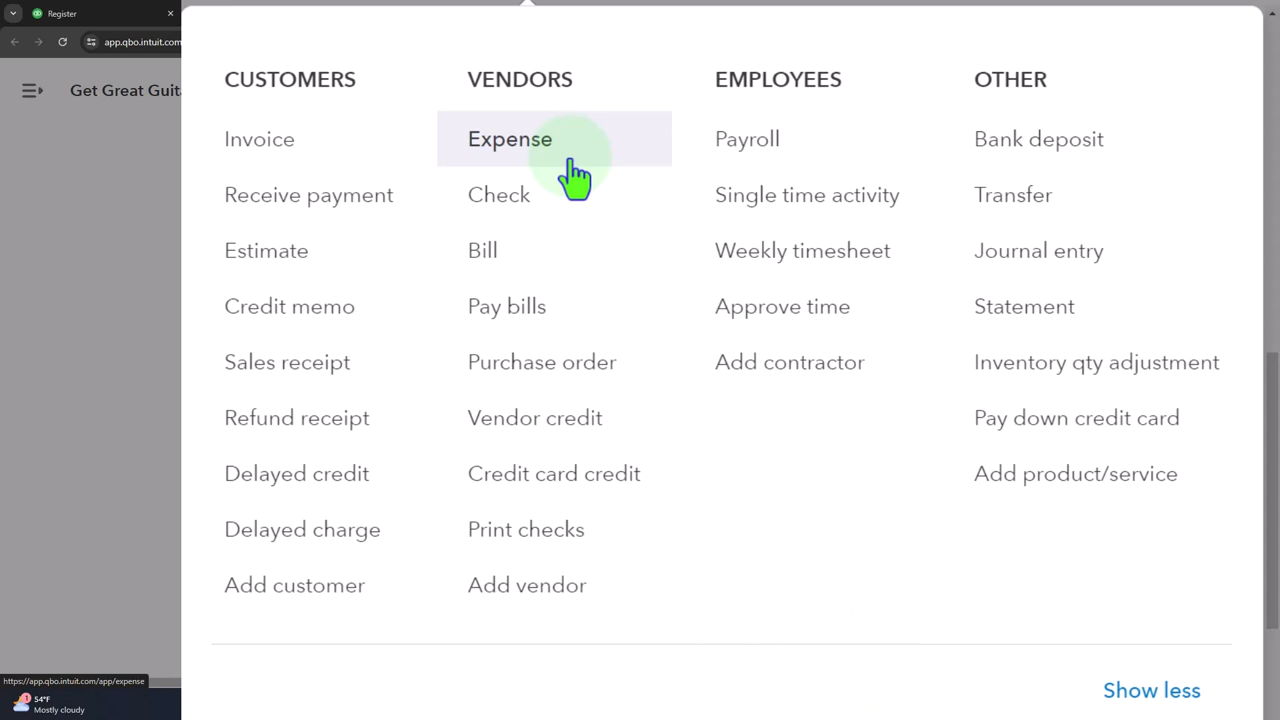 Register
app.qbo.intuit.com
Get Great Guita
CUSTOMERS
Invoice
Receive payment
Estimate
Credit memo
Sales receipt
Refund receipt
Delayed credit
Delayed charge
Add customer
VENDORS
Expense
Check
Bill
Pay bills
Purchase order
Vendor credit
Credit card credit
Print checks
Add vendor
EMPLOYEES
Payroll
Single time activity
Weekly timesheet
Approve time
Add contractor
OTHER
Bank deposit
Transfer
Journal entry
Statement
Inventory qty adjustment
Pay down credit card
Add product/service
Show less
https://app.qbo.intuit.com/app/expense
1
54°F
Mostly cloudy